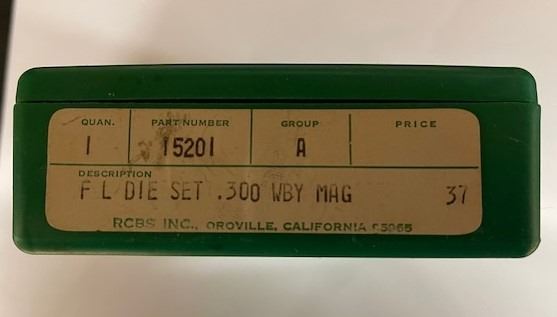 QUAN. PART NUMBER GROUP PRICE
1 15201 A
DESCRIPTION
F L DIE SET .300 WBY MAG 37
RCBS INC., OROVILLE, CALIFORNIA 95965